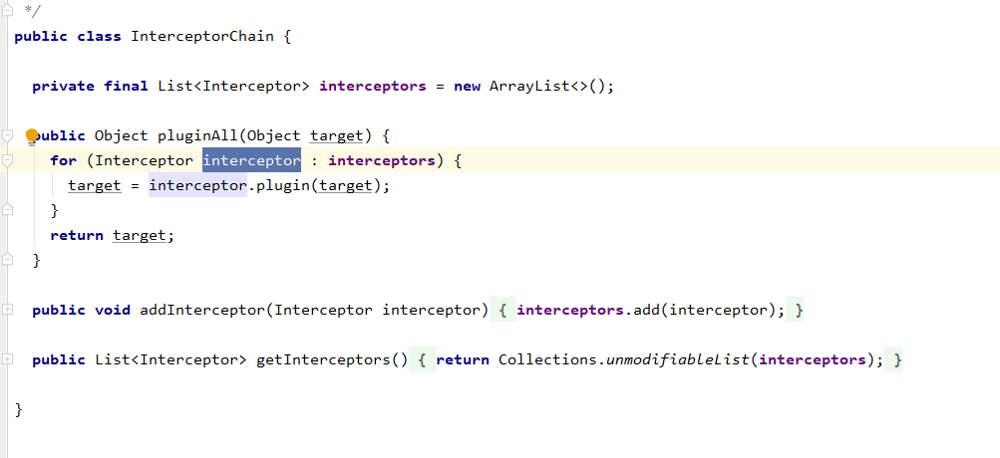 */
public class InterceptorChain {
private final List<Interceptor> interceptors = new ArrayList<>();
public Object pluginAll(Object target) {
for (Interceptor interceptor : interceptors) {
target = interceptor.plugin(target);
}
return target;
}
public void addInterceptor(Interceptor interceptor) { interceptors.add(interceptor); }
public List<Interceptor> getInterceptors() { return Collections.unmodifiableList(interceptors); }
}